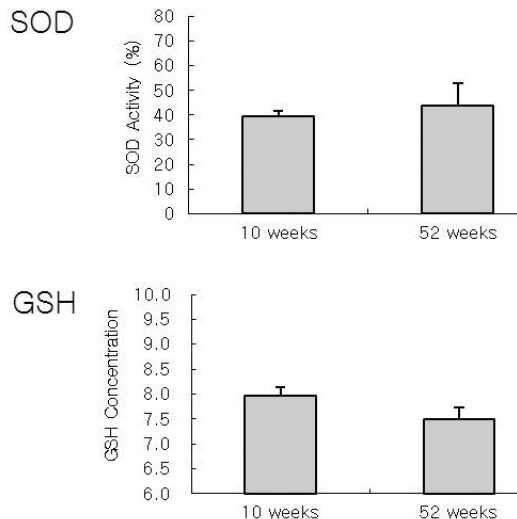 SOD
SOD Activity (%)
80
70
60
50
40
30
20
10
0
10 weeks
52 weeks
GSH
GSH Concentration
10.0
9.5
9.0
8.5
8.0
7.5
7.0
6.5
6.0
10 weeks
52 weeks